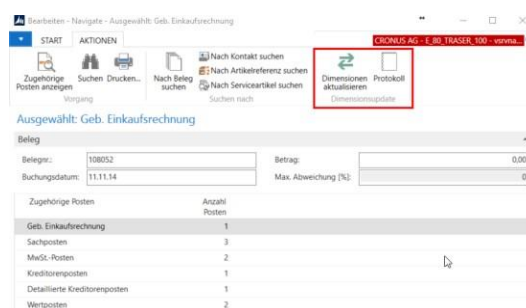 Bearbeiten - Navigate - Ausgewählt: Geb. Einkaufsrechnung
START AKTIONEN
CRONUS AG - E_80_TRASER_100 - vsrvna...
Zugehörige Posten anzeigen
Suchen
Drucken...
Nach Beleg suchen
Nach Kontakt suchen
Nach Artikelreferenz suchen
Nach Serviceartikel suchen
Dimensionen aktualisieren
Protokoll
Vorgang
Suchen nach
Dimensionsupdate
Ausgewählt: Geb. Einkaufsrechnung
Beleg
Belegnr.: 108052 Betrag: 0,00
Buchungsdatum: 11.11.14 Max. Abweichung [%]: 0
Zugehörige Posten Anzahl Posten
Geb. Einkaufsrechnung 1
Sachposten 3
MwSt.-Posten 2
Kreditorenposten 1
Detaillierte Kreditorenposten 1
Wertposten 2